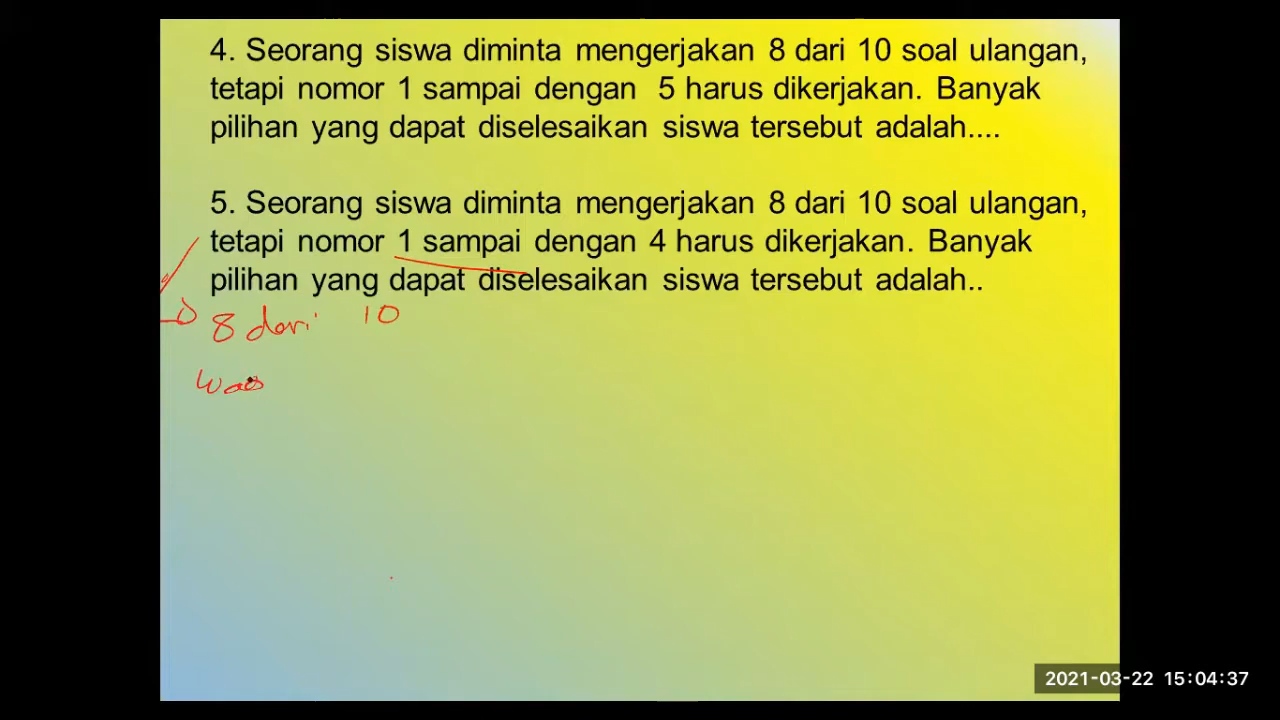 4. Seorang siswa diminta mengerjakan 8 dari 10 soal ulangan,
tetapi nomor 1 sampai dengan 5 harus dikerjakan. Banyak
pilihan yang dapat diselesaikan siswa tersebut adalah....
5. Seorang siswa diminta mengerjakan 8 dari 10 soal ulangan,
tetapi nomor 1 sampai dengan 4 harus dikerjakan. Banyak
pilihan yang dapat diselesaikan siswa tersebut adalah..
8 dari 10
2021-03-22 15:04:37